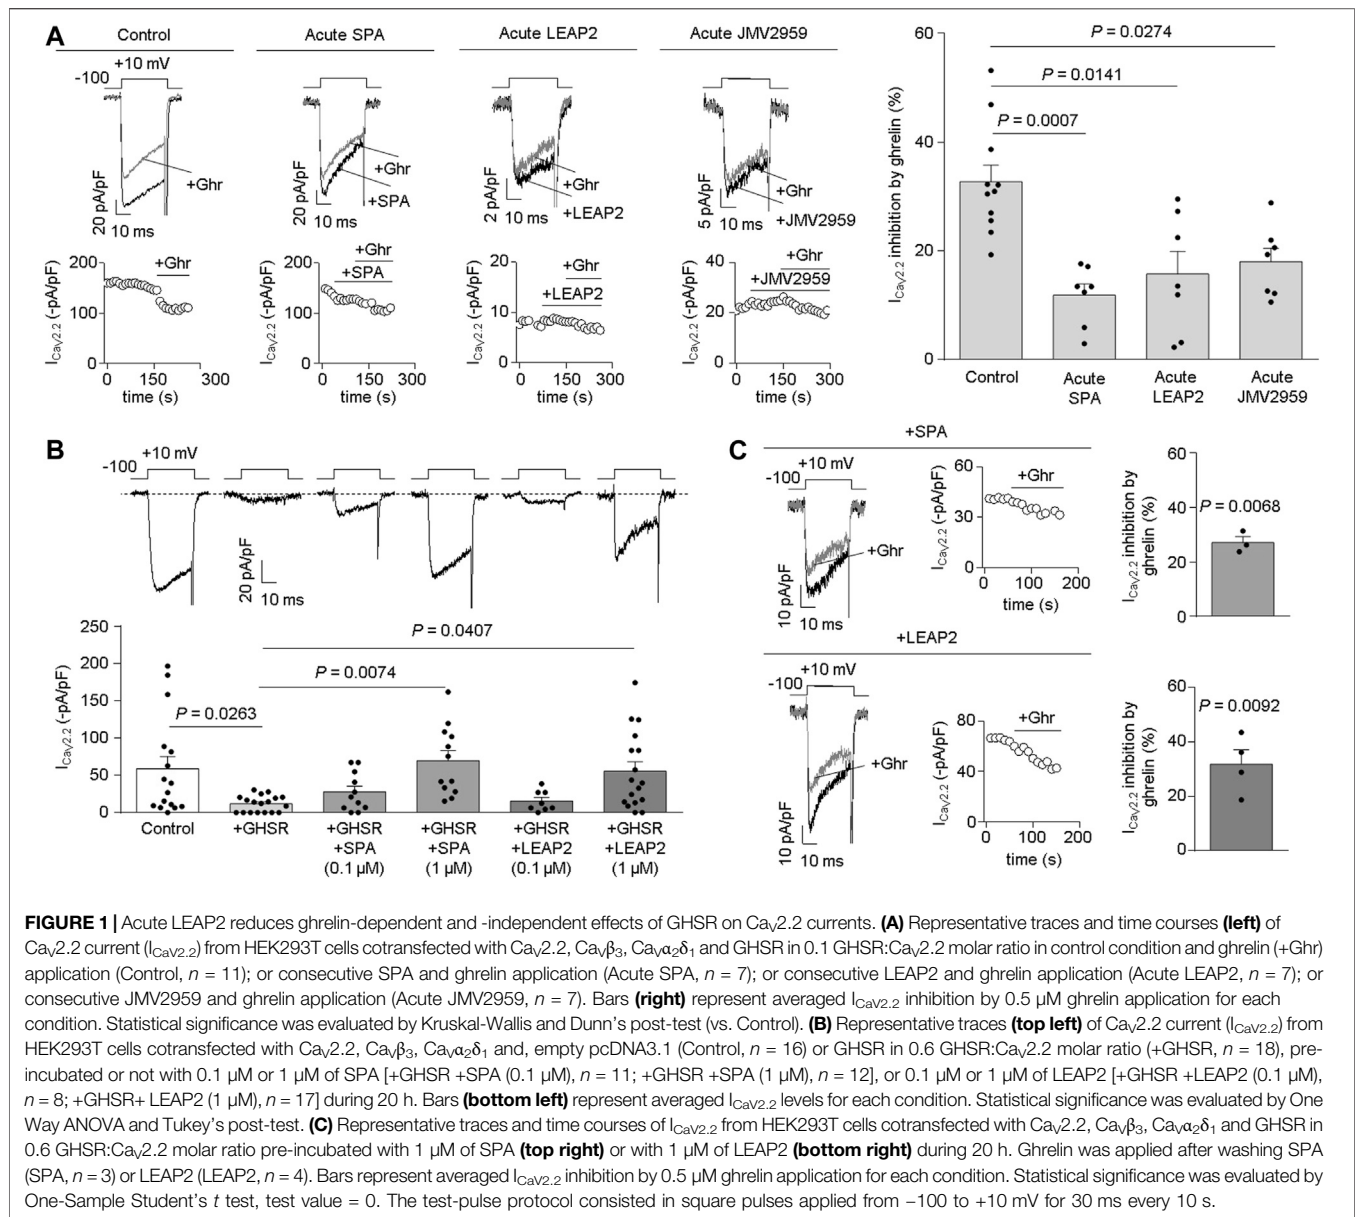 A
Control
Acute SPA
Acute LEAP2
Acute JMV2959
+10 mV
-100
+Ghr
20 pA/pF
10 ms
+Ghr
+SPA
20 pA/pF
10 ms
+Ghr
+LEAP2
2 pA/pF
10 ms
+Ghr
+JMV2959
5 pA/pF
10 ms
I_CaV2.2 (-pA/pF)
200
100
0
+Ghr
0 150 300
time (s)
I_CaV2.2 (-pA/pF)
200
100
0
+Ghr
+SPA
0 150 300
time (s)
I_CaV2.2 (-pA/pF)
20
10
0
+Ghr
+LEAP2
0 150 300
time (s)
I_CaV2.2 (-pA/pF)
40
20
0
+Ghr
+JMV2959
0 150 300
time (s)
I_CaV2.2 inhibition by ghrelin (%)
60
40
20
0
P = 0.0274
P = 0.0141
P = 0.0007
Control
Acute
SPA
Acute
LEAP2
Acute
JMV2959
B
+10 mV
-100
20 pA/pF
10 ms
I_CaV2.2 (-pA/pF)
250
200
150
100
50
0
P = 0.0407
P = 0.0074
P = 0.0263
Control
+GHSR
+GHSR
+SPA
(0.1 µM)
+GHSR
+SPA
(1 µM)
+GHSR
+LEAP2
(0.1 µM)
+GHSR
+LEAP2
(1 µM)
C
+SPA
+10 mV
-100
+Ghr
10 pA/pF
10 ms
I_CaV2.2 (-pA/pF)
60
30
0
+Ghr
0 100 200
time (s)
I_CaV2.2 inhibition by
ghrelin (%)
60
40
20
0
P = 0.0068
+LEAP2
+10 mV
-100
+Ghr
10 pA/pF
10 ms
I_CaV2.2 (-pA/pF)
80
40
0
+Ghr
0 100 200
time (s)
I_CaV2.2 inhibition by
ghrelin (%)
60
40
20
0
P = 0.0092
FIGURE 1 | Acute LEAP2 reduces ghrelin-dependent and -independent effects of GHSR on CaV2.2 currents. (A) Representative traces and time courses (left) of
CaV2.2 current (ICaV2.2) from HEK293T cells cotransfected with CaV2.2, CaVβ3, CaVα2δ1 and GHSR in 0.1 GHSR:CaV2.2 molar ratio in control condition and ghrelin (+Ghr)
application (Control, n = 11); or consecutive SPA and ghrelin application (Acute SPA, n = 7); or consecutive LEAP2 and ghrelin application (Acute LEAP2, n = 7); or
consecutive JMV2959 and ghrelin application (Acute JMV2959, n = 7). Bars (right) represent averaged ICaV2.2 inhibition by 0.5 µM ghrelin application for each
condition. Statistical significance was evaluated by Kruskal-Wallis and Dunn's post-test (vs. Control). (B) Representative traces (top left) of CaV2.2 current (ICaV2.2) from
HEK293T cells cotransfected with CaV2.2, CaVβ3, CaVα2δ1 and, empty pcDNA3.1 (Control, n = 16) or GHSR in 0.6 GHSR:CaV2.2 molar ratio (+GHSR, n = 18), pre-
incubated or not with 0.1 µM or 1 µM of SPA [+GHSR +SPA (0.1 µM), n = 11; +GHSR +SPA (1 µM), n = 12], or 0.1 µM or 1 µM of LEAP2 [+GHSR +LEAP2 (0.1 µM),
n = 8; +GHSR+ LEAP2 (1 µM), n = 17] during 20 h. Bars (bottom left) represent averaged ICaV2.2 levels for each condition. Statistical significance was evaluated by One
Way ANOVA and Tukey's post-test. (C) Representative traces and time courses of ICaV2.2 from HEK293T cells cotransfected with CaV2.2, CaVβ3, CaVα2δ1 and GHSR in
0.6 GHSR:CaV2.2 molar ratio pre-incubated with 1 µM of SPA (top right) or with 1 µM of LEAP2 (bottom right) during 20 h. Ghrelin was applied after washing SPA
(SPA, n = 3) or LEAP2 (LEAP2, n = 4). Bars represent averaged ICaV2.2 inhibition by 0.5 µM ghrelin application for each condition. Statistical significance was evaluated by
One-Sample Student's t test, test value = 0. The test-pulse protocol consisted in square pulses applied from −100 to +10 mV for 30 ms every 10 s.